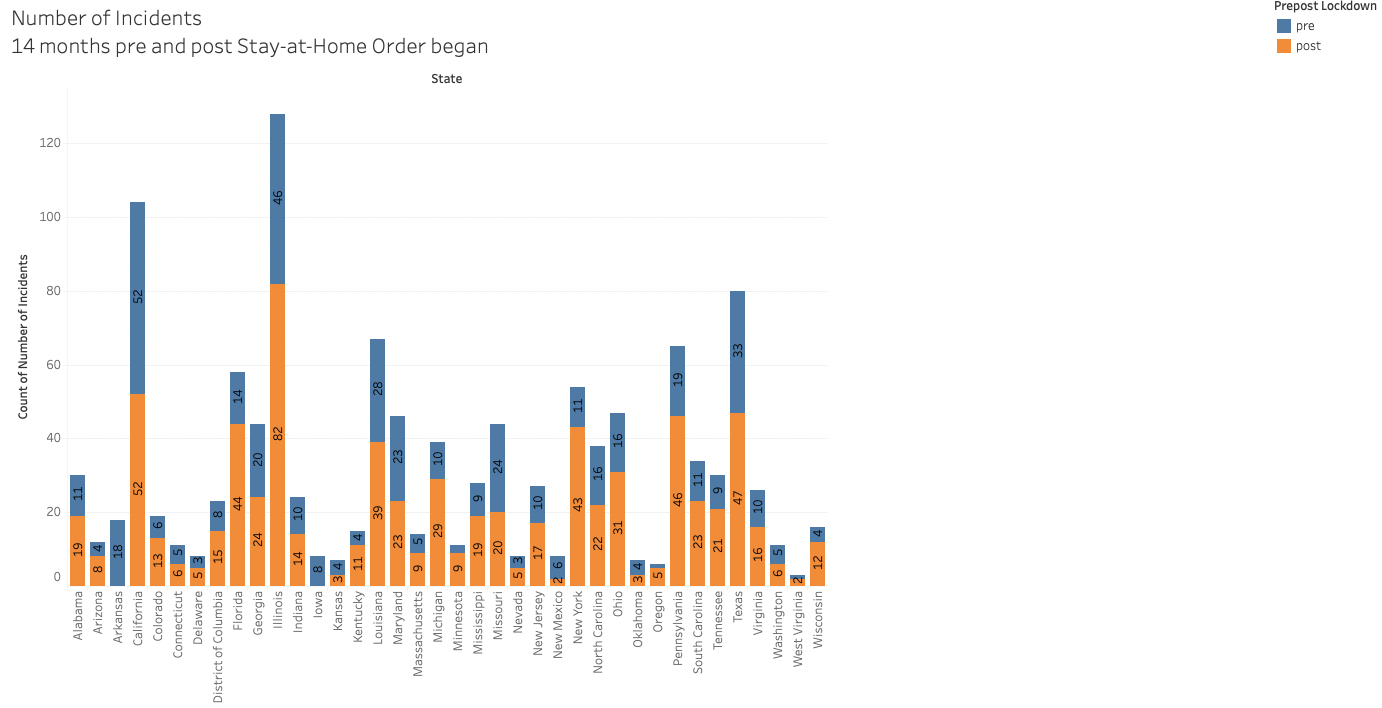 Number of Incidents
14 months pre and post Stay-at-Home Order began
Prepost Lockdown
pre
post
State
Count of Number of Incidents
120
100
80
60
40
20
0
11
19
4
8
18
52
52
6
13
5
6
3
5
8
15
14
44
20
24
46
82
10
14
8
4
3
4
11
28
39
23
23
5
9
10
29
9
9
19
24
20
3
5
10
17
6
2
11
43
16
22
16
31
4
3
5
19
46
11
23
9
21
33
47
10
16
5
6
2
4
12
Alabama
Arizona
Arkansas
California
Colorado
Connecticut
Delaware
District of Columbia
Florida
Georgia
Illinois
Indiana
Iowa
Kansas
Kentucky
Louisiana
Maryland
Massachusetts
Michigan
Minnesota
Mississippi
Missouri
Nevada
New Jersey
New Mexico
New York
North Carolina
Ohio
Oklahoma
Oregon
Pennsylvania
South Carolina
Tennessee
Texas
Virginia
Washington
West Virginia
Wisconsin